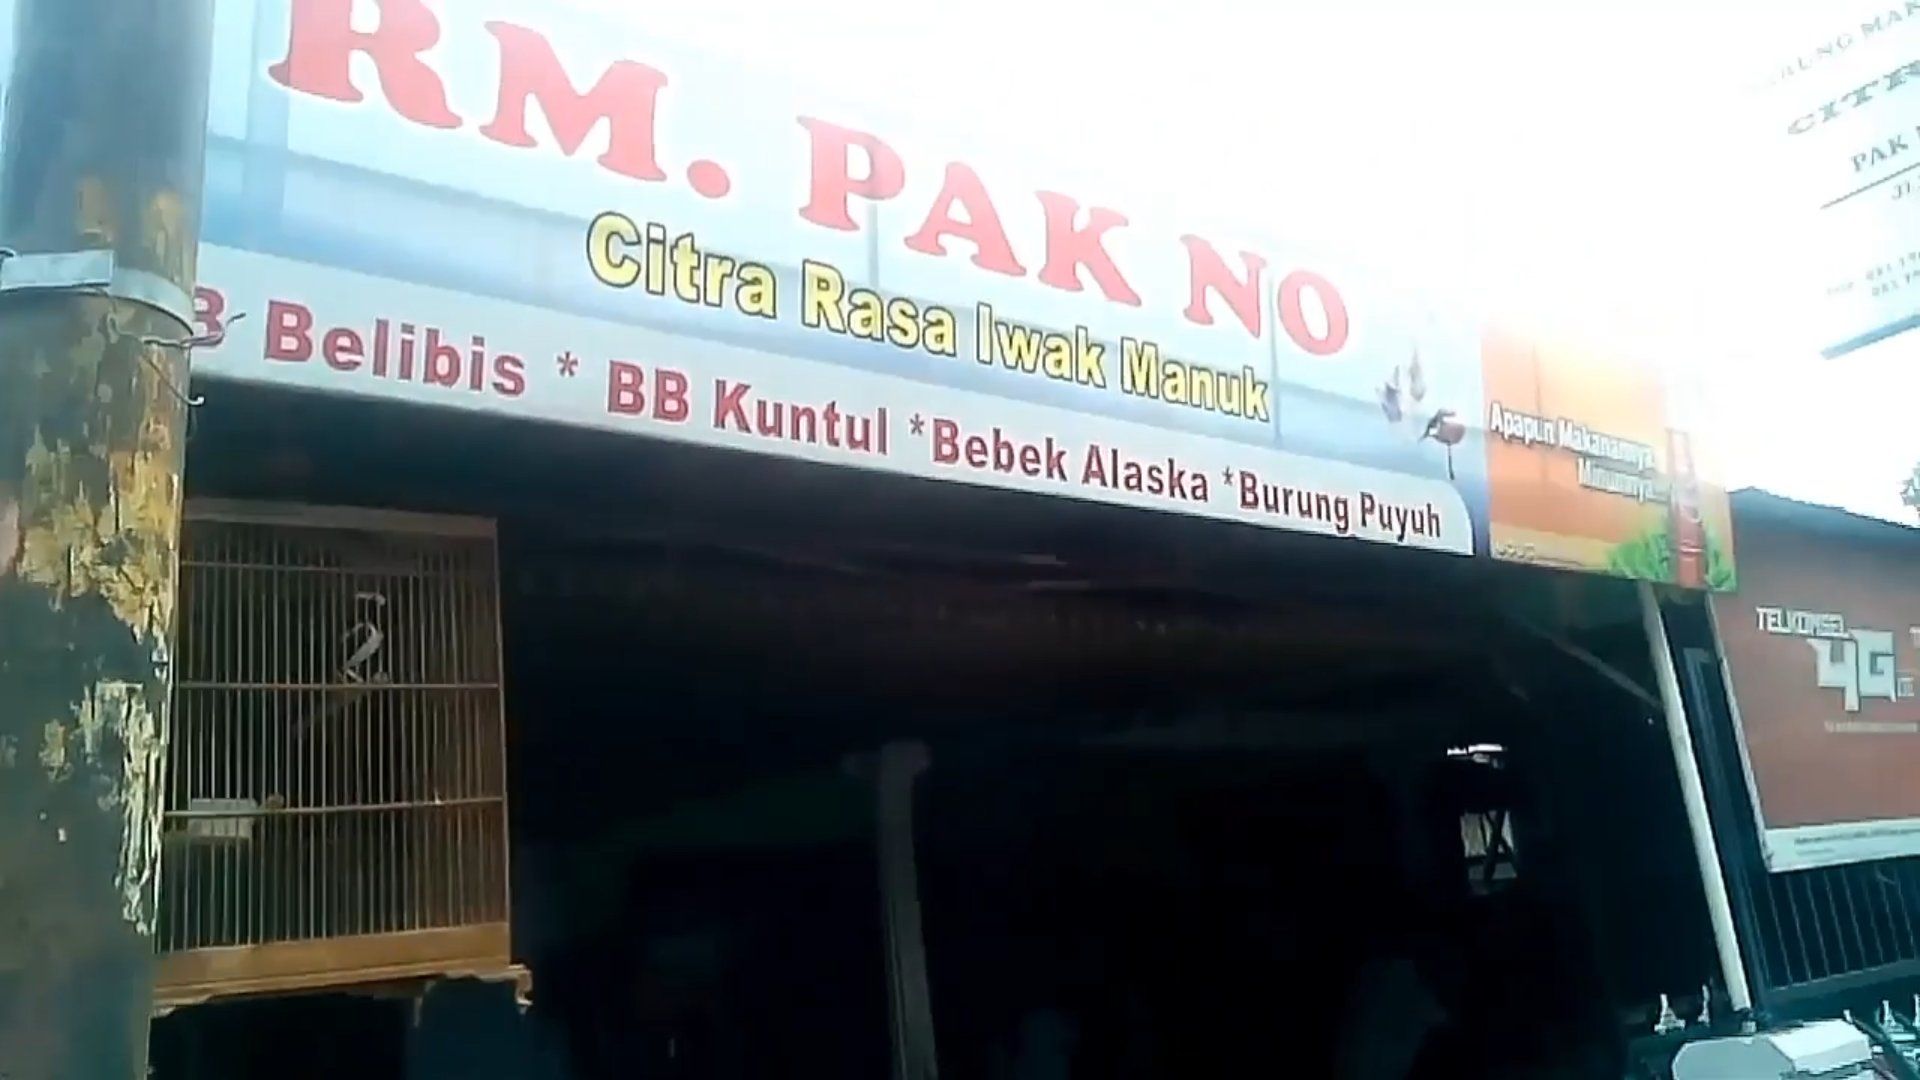 RM. PAK NO
Citra Rasa Iwak Manuk
B Belibis * BB Kuntul *Bebek Alaska *Burung Puyuh
Apapun Makanannya
TELKOMSEL
4G
PAK